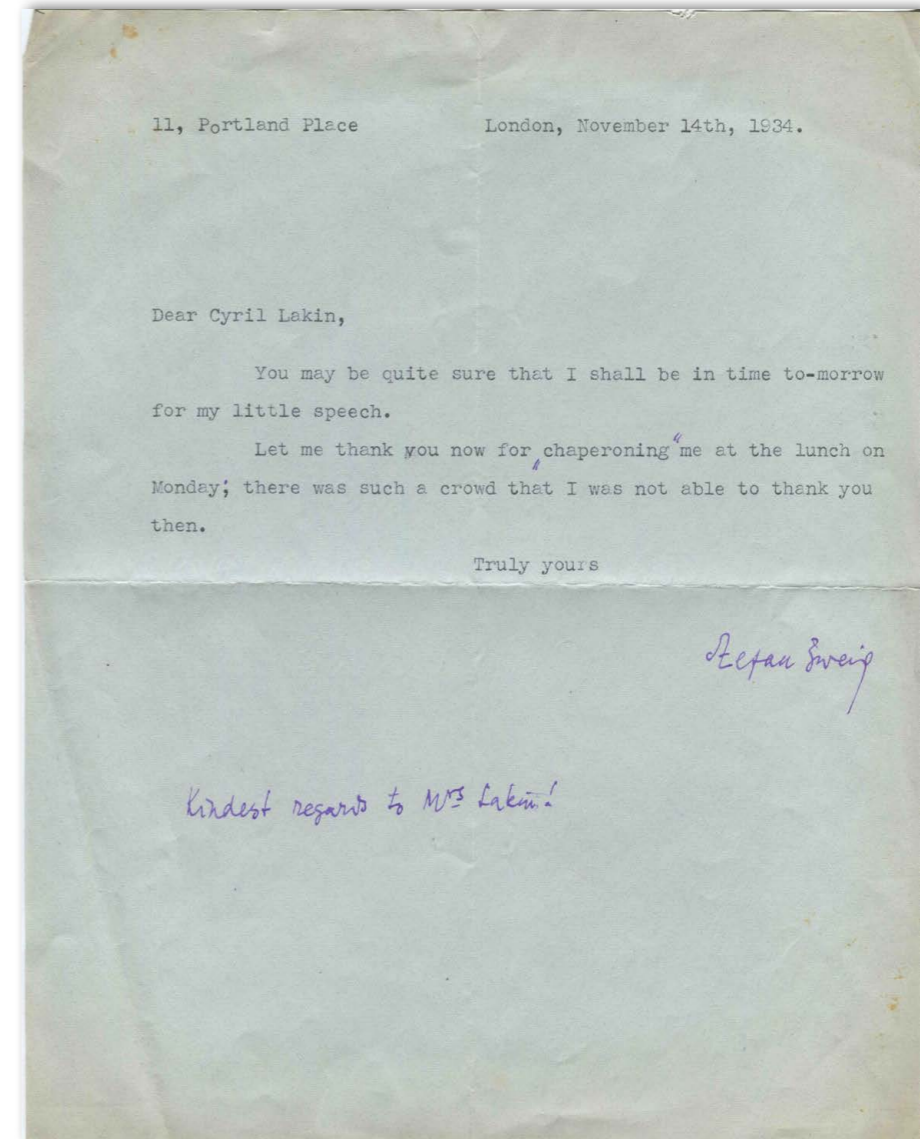 11, Portland Place London, November 14th, 1934.
Dear Cyril Lakin,
You may be quite sure that I shall be in time to-morrow
for my little speech.
Let me thank you now for „chaperoning“ me at the lunch on
Monday; there was such a crowd that I was not able to thank you
then.
Truly yours
Stefan Zweig
Kindest regards to Mrs Lakin!